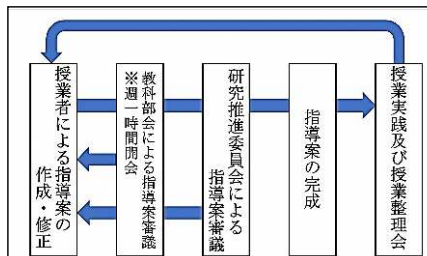 授業者による指導案の
作成・修正
教科部会による指導案審議
※週一時間開会
研究推進委員会による
指導案審議
指導案の完成
授業実践及び授業整理会